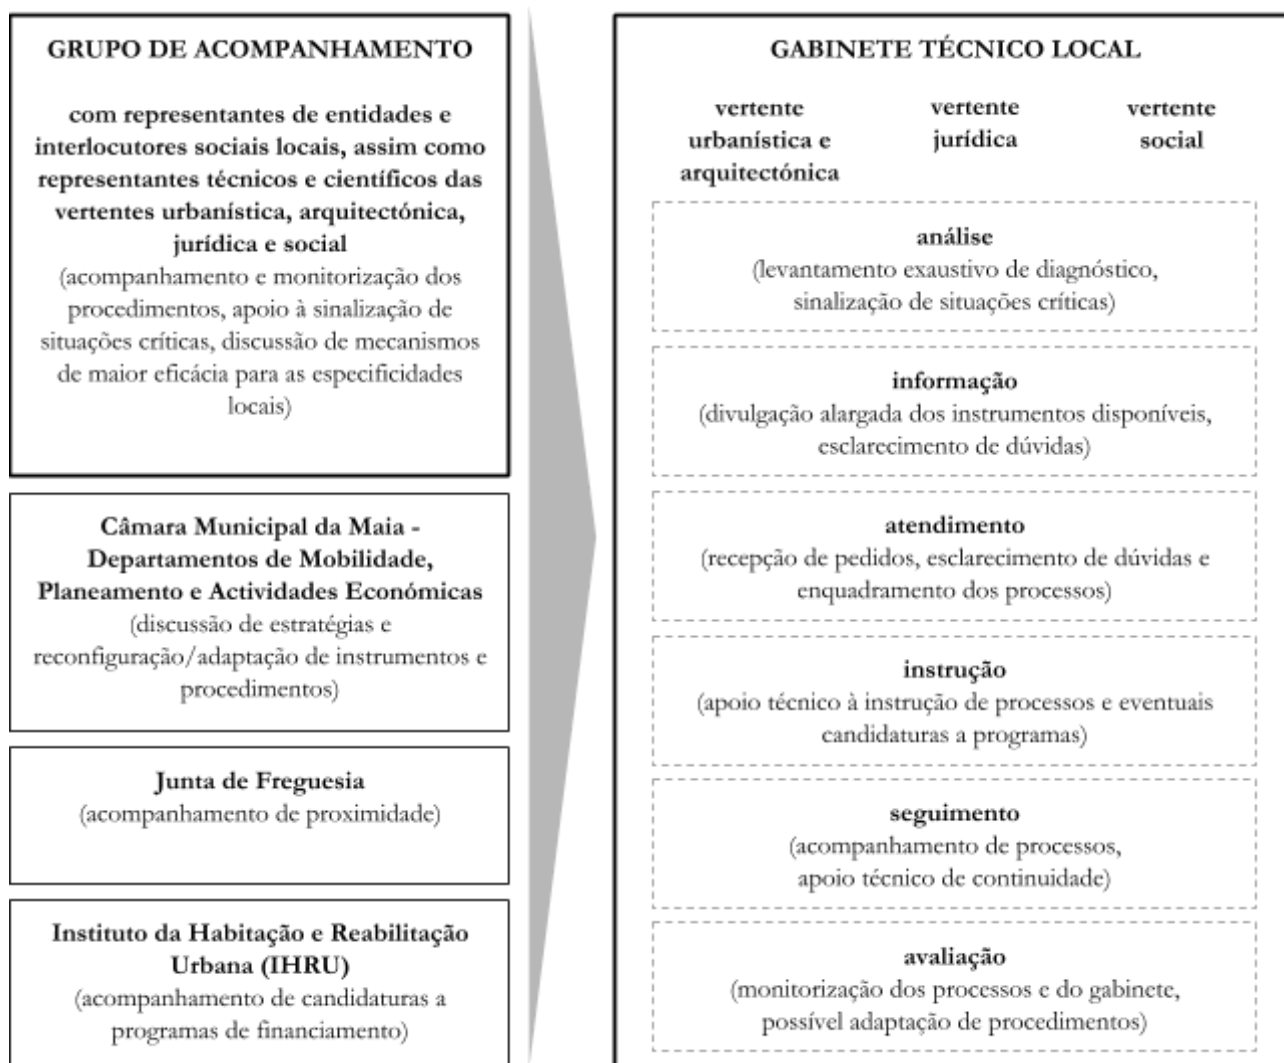 GRUPO DE ACOMPANHAMENTO
com representantes de entidades e
interlocutores sociais locais, assim como
representantes técnicos e científicos das
vertentes urbanística, arquitectónica,
jurídica e social
(acompanhamento e monitorização dos
procedimentos, apoio à sinalização de
situações críticas, discussão de mecanismos
de maior eficácia para as especificidades
locais)
Câmara Municipal da Maia -
Departamentos de Mobilidade,
Planeamento e Actividades Económicas
(discussão de estratégias e
reconfiguração/adaptação de instrumentos e
procedimentos)
Junta de Freguesia
(acompanhamento de proximidade)
Instituto da Habitação e Reabilitação
Urbana (IHRU)
(acompanhamento de candidaturas a
programas de financiamento)
GABINETE TÉCNICO LOCAL
vertente
urbanística e
arquitectónica
vertente
jurídica
vertente
social
análise
(levantamento exaustivo de diagnóstico,
sinalização de situações críticas)
informação
(divulgação alargada dos instrumentos disponíveis,
esclarecimento de dúvidas)
atendimento
(recepção de pedidos, esclarecimento de dúvidas e
enquadramento dos processos)
instrução
(apoio técnico à instrução de processos e eventuais
candidaturas a programas)
seguimento
(acompanhamento de processos,
apoio técnico de continuidade)
avaliação
(monitorização dos processos e do gabinete,
possível adaptação de procedimentos)